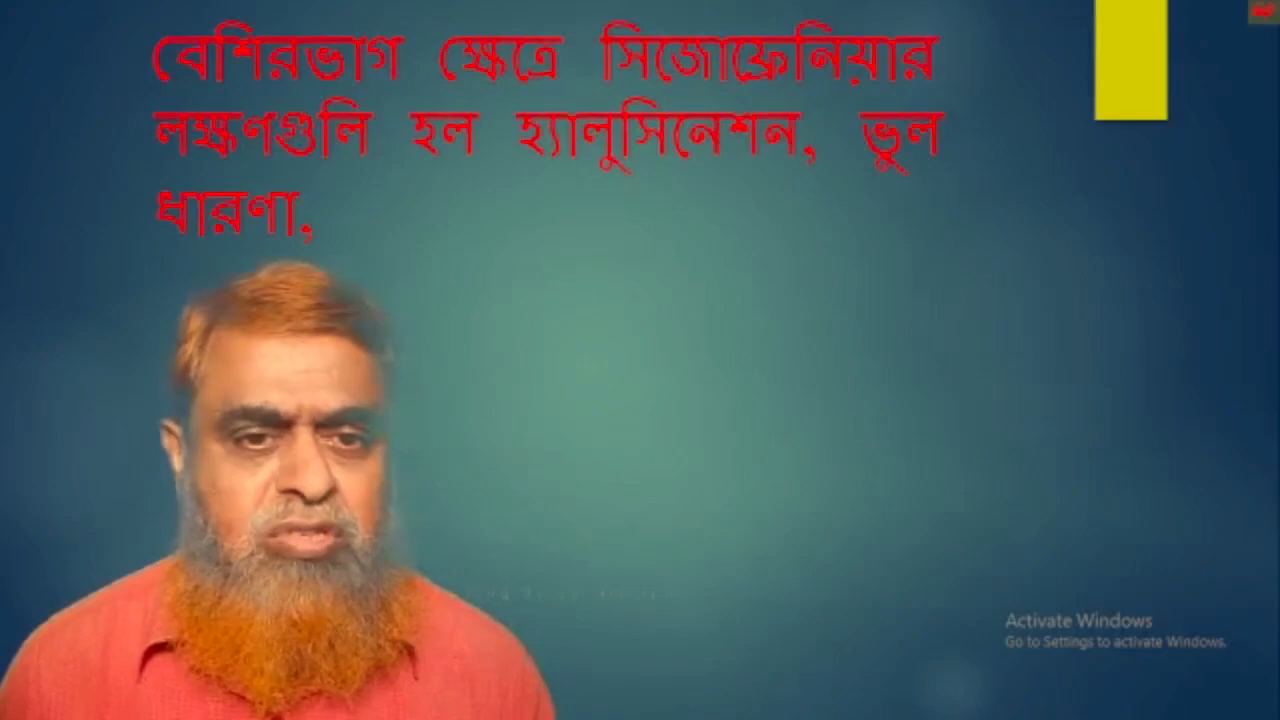 বেশিরভাগ ক্ষেত্রে সিজোফ্রেনিয়ার
লক্ষণগুলি হল হ্যালুসিনেশন, ভুল
ধারণা,
Activate Windows
Go to Settings to activate Windows.